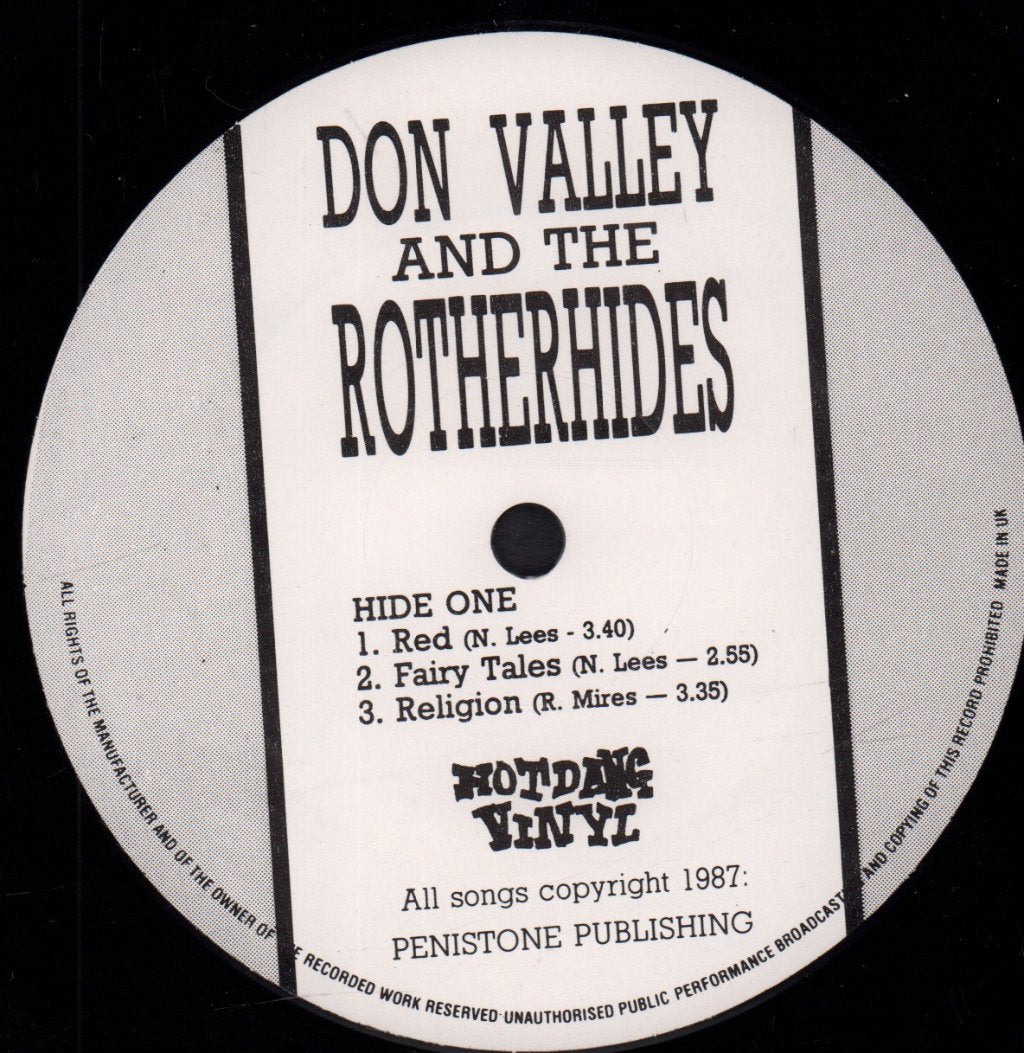 DON VALLEY
AND THE
ROTHERHIDES
HIDE ONE
1. Red (N. Lees - 3.40)
2. Fairy Tales (N. Lees — 2.55)
3. Religion (R. Mires — 3.35)
HOTDANG
VINYL
All songs copyright 1987:
PENISTONE PUBLISHING
ALL RIGHTS OF THE MANUFACTURER AND OF THE OWNER OF E RECORDED WORK RESERVED·UNAUTHORISED PUBLIC PERFORMANCE BROADCAST AND COPYING OF THIS RECORD PROHIBITED MADE IN UK